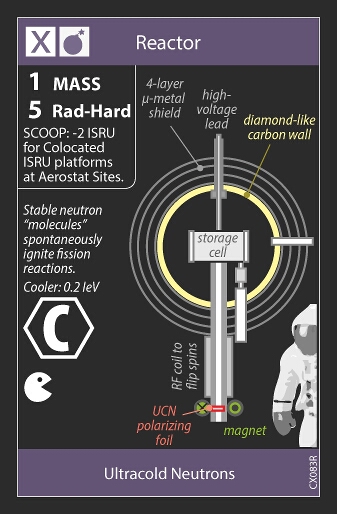 X
Reactor
1 MASS
5 Rad-Hard
SCOOP: -2 ISRU
for Colocated
ISRU platforms
at Aerostat Sites.
4-layer
μ-metal
shield
high-
voltage
lead
diamond-like
carbon wall
Stable neutron
"molecules"
spontaneously
ignite fission
reactions.
Cooler: 0.2 IeV
C
storage
cell
RF coil to
flip spins
UCN
polarizing
foil
magnet
Ultracold Neutrons
CX083R